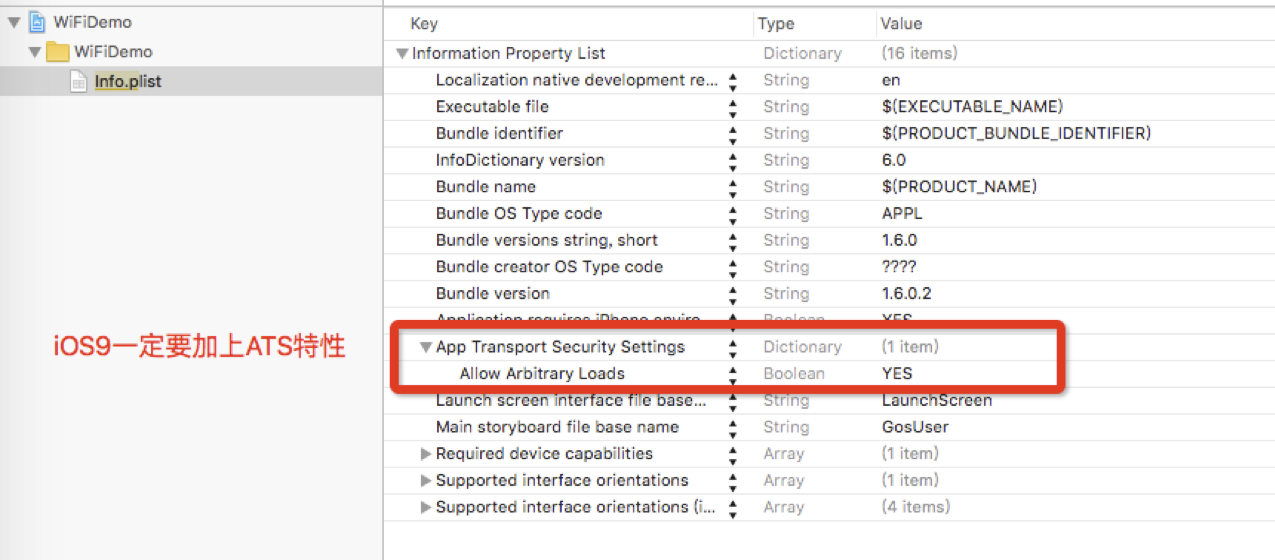 WiFiDemo
WiFiDemo
Info.plist
iOS9一定要加上ATS特性
Key Type Value
Information Property List Dictionary (16 items)
Localization native development re... String en
Executable file String $(EXECUTABLE_NAME)
Bundle identifier String $(PRODUCT_BUNDLE_IDENTIFIER)
InfoDictionary version String 6.0
Bundle name String $(PRODUCT_NAME)
Bundle OS Type code String APPL
Bundle versions string, short String 1.6.0
Bundle creator OS Type code String ????
Bundle version String 1.6.0.2
Application requires iPhone enviro... Boolean YES
App Transport Security Settings Dictionary (1 item)
Allow Arbitrary Loads Boolean YES
Launch screen interface file base... String LaunchScreen
Main storyboard file base name String GosUser
Required device capabilities Array (1 item)
Supported interface orientations Array (1 item)
Supported interface orientations (i... Array (4 items)